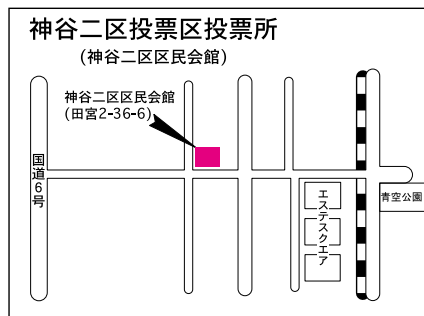 神谷二区投票区投票所
(神谷二区区民会館)
神谷二区区民会館
(田宮2-36-6)
国道6号
エステスクエア
青空公園